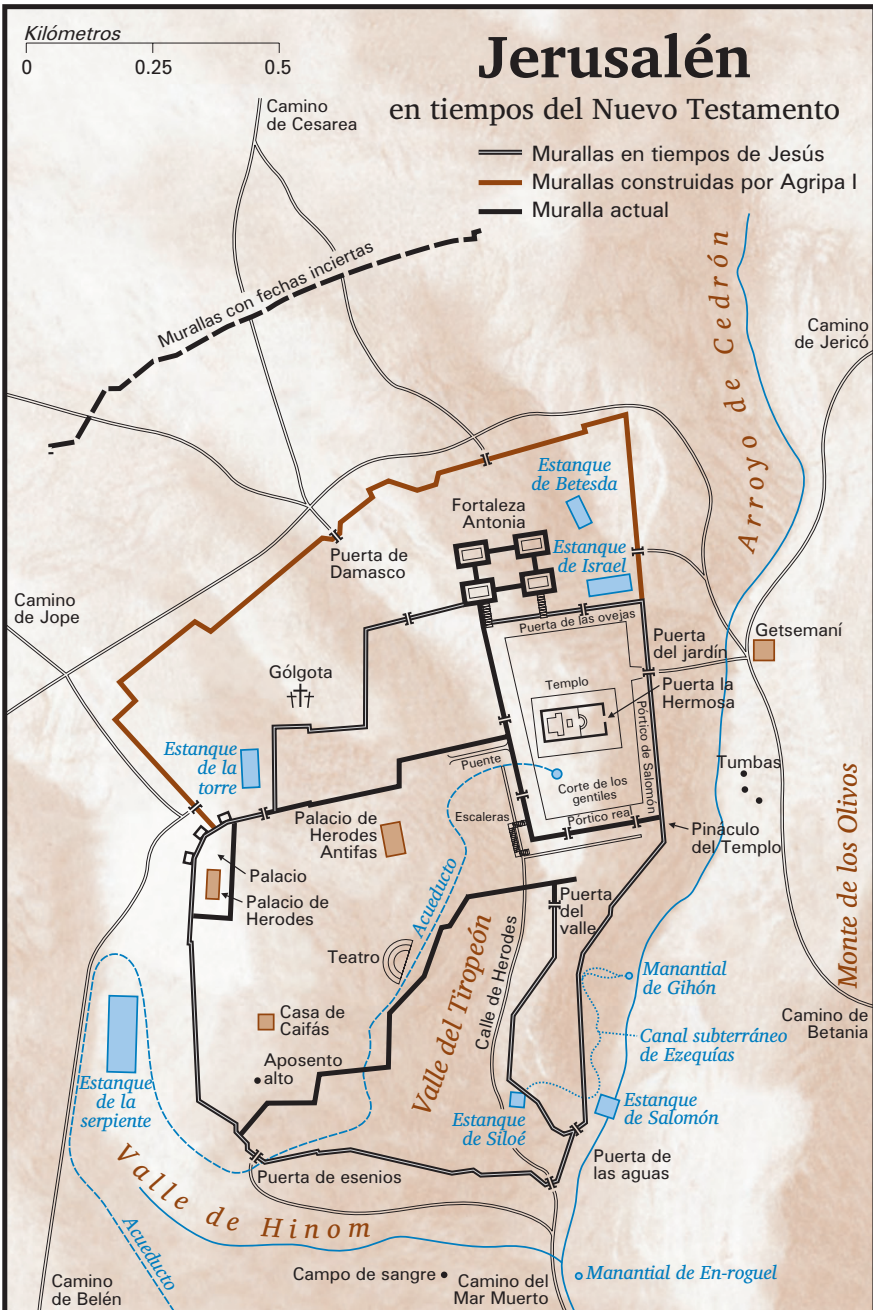 Kilómetros
0 0.25 0.5
Jerusalén
en tiempos del Nuevo Testamento
Murallas en tiempos de Jesús
Murallas construidas por Agripa I
Muralla actual
Camino
de Cesarea
Murallas con fechas inciertas
Arroyo de Cedrón
Camino
de Jericó
Estanque
de Betesda
Fortaleza
Antonia
Estanque
de Israel
Puerta de
Damasco
Camino
de Jope
Puerta de las ovejas
Puerta
del jardín
Getsemaní
Gólgota
Templo
Puerta la
Hermosa
Pórtico de Salomón
Estanque
de la
torre
Puente
Corte de los
gentiles
Tumbas
Monte de los Olivos
Palacio de
Herodes
Antifas
Escaleras
Pórtico real
Pináculo
del Templo
Acueducto
Palacio
Palacio de
Herodes
Puerta
del
valle
Teatro
Valle del Tiropeón
Calle de Herodes
Manantial
de Gihón
Casa de
Caifás
Canal subterráneo
de Ezequías
Camino de
Betania
Aposento
alto
Estanque
de la
serpiente
Estanque
de Siloé
Estanque
de Salomón
Puerta de
las aguas
Puerta de esenios
Valle de Hinom
Acueducto
Camino
de Belén
Campo de sangre
Camino del
Mar Muerto
Manantial de En-roguel